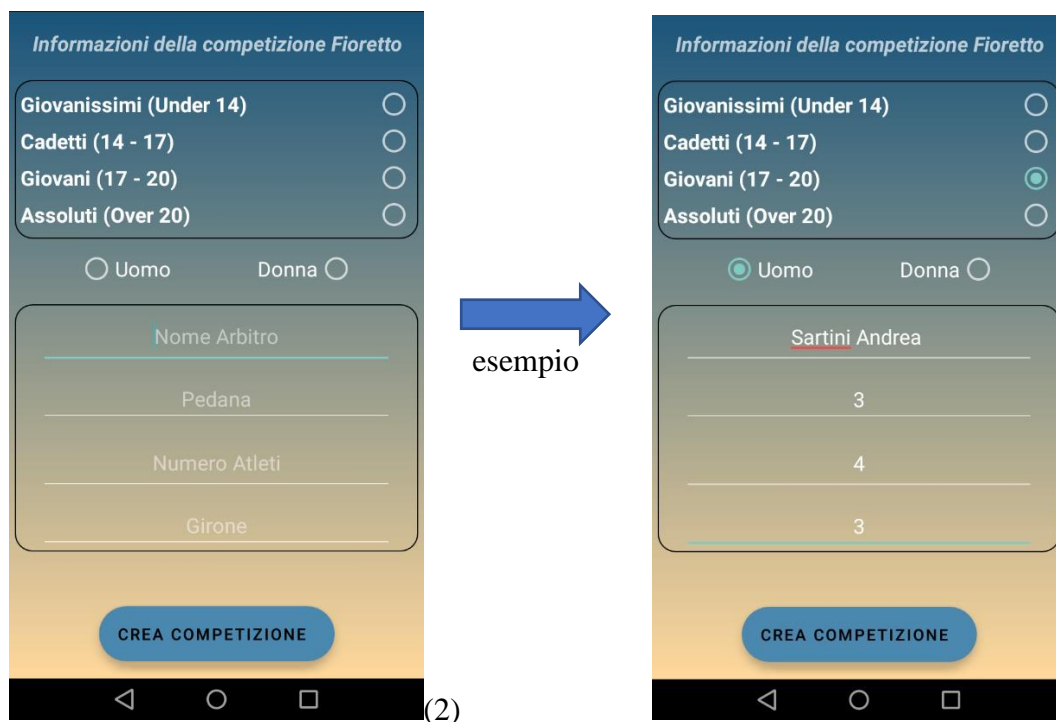 Informazioni della competizione Fioretto
Giovanissimi (Under 14)
Cadetti (14 - 17)
Giovani (17 - 20)
Assoluti (Over 20)
Uomo Donna
Nome Arbitro
Pedana
Numero Atleti
Girone
CREA COMPETIZIONE
(2)
esempio
Informazioni della competizione Fioretto
Giovanissimi (Under 14)
Cadetti (14 - 17)
Giovani (17 - 20)
Assoluti (Over 20)
Uomo Donna
Sartini Andrea
3
4
3
CREA COMPETIZIONE